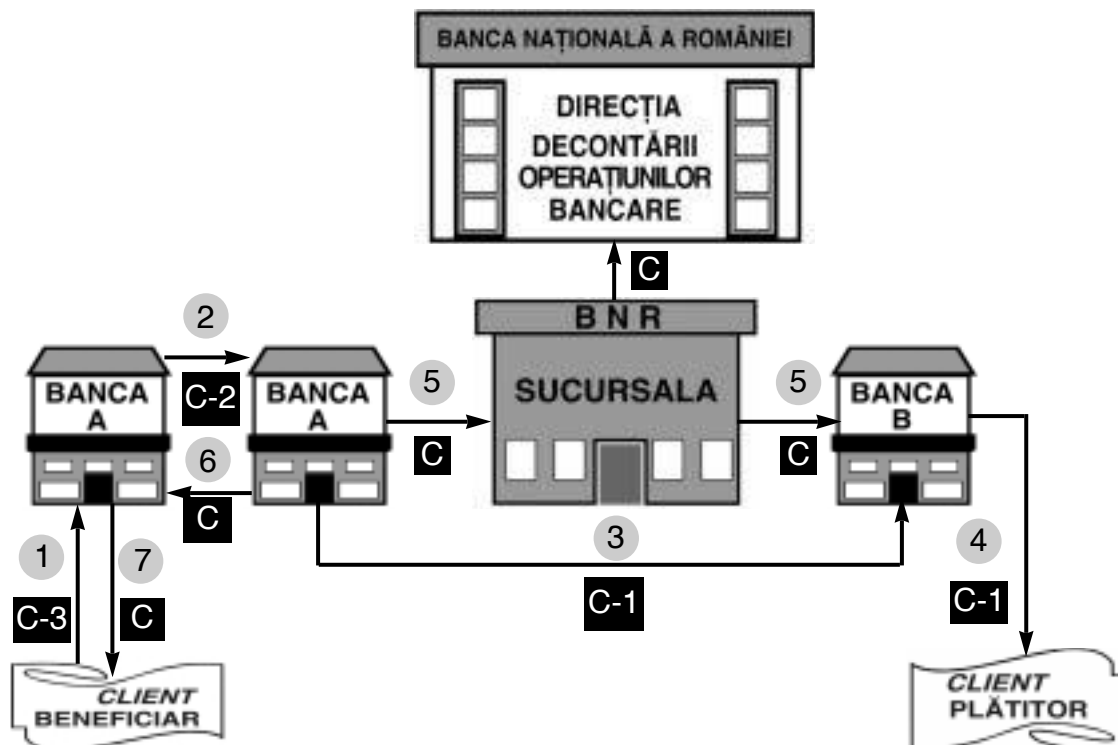 BANCA NAȚIONALĂ A ROMÂNIEI
DIRECȚIA
DECONTĂRII
OPERAȚIUNILOR
BANCARE
C
B N R
SUCURSALA
2
BANCA
A
C-2
BANCA
A
5
C
5
C
BANCA
B
6
C
3
C-1
1
C-3
7
C
4
C-1
CLIENT
BENEFICIAR
CLIENT
PLĂTITOR